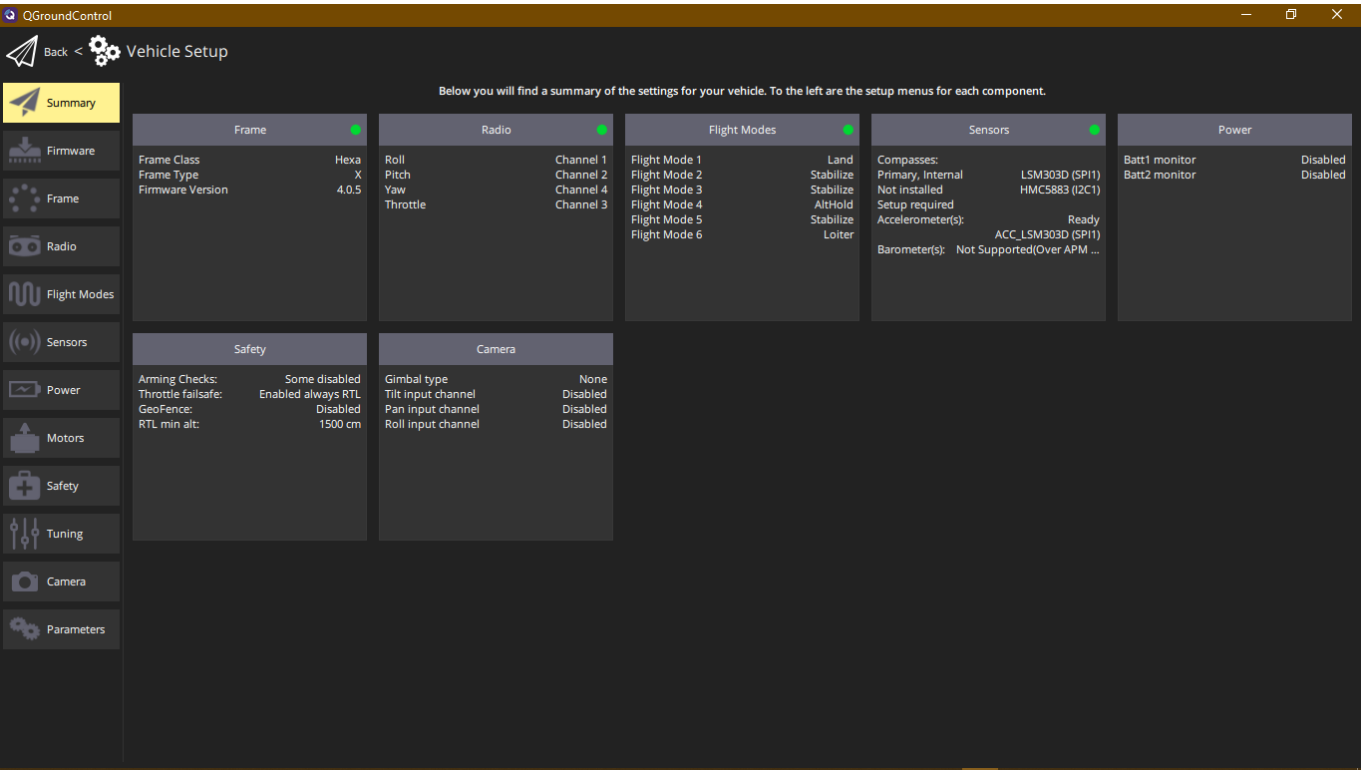 QGroundControl
Back < Vehicle Setup
Summary
Firmware
Frame
Radio
Flight Modes
Sensors
Power
Motors
Safety
Tuning
Camera
Parameters
Below you will find a summary of the settings for your vehicle. To the left are the setup menus for each component.
Frame
Frame Class Hexa
Frame Type X
Firmware Version 4.0.5
Radio
Roll Channel 1
Pitch Channel 2
Yaw Channel 4
Throttle Channel 3
Flight Modes
Flight Mode 1 Land
Flight Mode 2 Stabilize
Flight Mode 3 Stabilize
Flight Mode 4 AltHold
Flight Mode 5 Stabilize
Flight Mode 6 Loiter
Sensors
Compasses:
Primary, Internal LSM303D (SPI1)
Not installed HMC5883 (I2C1)
Setup required
Accelerometer(s): Ready
ACC_LSM303D (SPI1)
Barometer(s): Not Supported(Over APM ...
Power
Batt1 monitor Disabled
Batt2 monitor Disabled
Safety
Arming Checks: Some disabled
Throttle failsafe: Enabled always RTL
GeoFence: Disabled
RTL min alt: 1500 cm
Camera
Gimbal type None
Tilt input channel Disabled
Pan input channel Disabled
Roll input channel Disabled